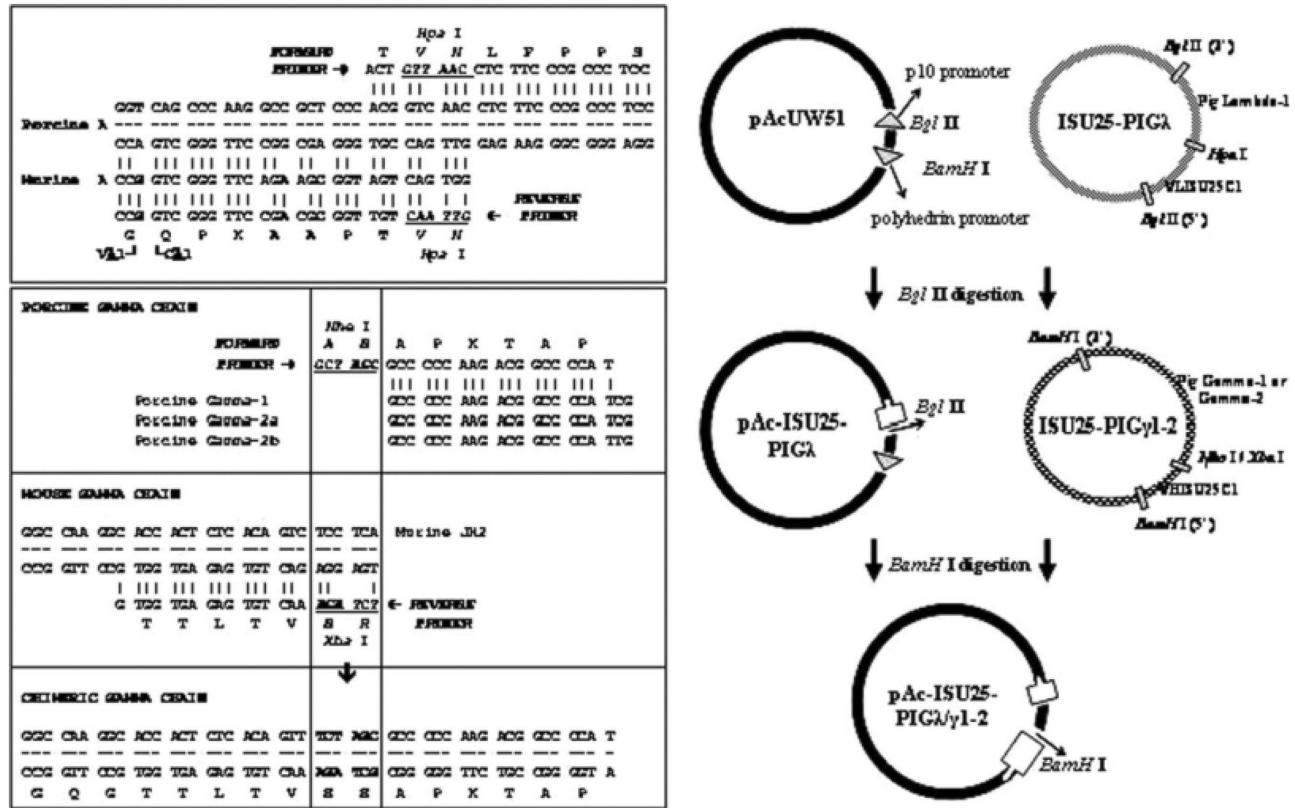 Hpa I
FORWARD T V N L F P P S
PRIMER → ACT GTT AAC CTC TTC CCG CCC TCC
GGT CAG CCC AAG GCC GCT CCC ACG GTC AAC CTC TTC CCG CCC TCC
Porcine λ
CCA GTC GGG TTC CGG CGA GGG TGC CAG TTG GAG AAG GGC GGG AGG
Murine λ CCG GTC GGG TTC AGA AGC GGT AGT CAG TGG
REVERSE
CCG GTC GGG TTC CGA CGC GGT TGT CAA TTG ← PRIMER
G Q P K A A P T V N
Hpa I
PORCINE GAMMA CHAIN
Nhe I
FORWARD A S A P K T A P
PRIMER → GCT AGC GCC CCC AAG ACG GCC CCA T
Porcine Gamma-1 GCC CCC AAG ACG GCC CCA TCG
Porcine Gamma-2a GCC CCC AAG ACG GCC CCA TCG
Porcine Gamma-2b GCC CCC AAG ACG GCC CCA TTG
MOUSE GAMMA CHAIN
GGC CAA GGC ACC ACT CTC ACA GTC TCC TCA Murine JH2
CCG GTT CCG TGG TGA GAG TGT CAG AGG AGT
G TGG TGA GAG TGT CAA AGA TCT ← REVERSE
T T L T V S R PRIMER
Xba I
CHIMERIC GAMMA CHAIN
GGC CAA GGC ACC ACT CTC ACA GTT TCT AGC GCC CCC AAG ACG GCC CCA T
CCG GTT CCG TGG TGA GAG TGT CAA AGA TCG CGG GGG TTC TGC CGG GGT A
G Q G T T L T V S S A P K T A P
pAcUW51
p10 promoter
Bgl II
BamH I
polyhedrin promoter
ISU25-PIGλ
Bgl II (3')
Pig Lambda-1
Hpa I
VLISU25C1
Bgl II (5')
Bgl II digestion
pAc-ISU25-
PIGλ
Bgl II
ISU25-PIGγ1-2
BamH I (3')
Pig Gamma-1 or
Gamma-2
Nhe I / Xba I
VHISU25C1
BamH I (5')
BamH I digestion
pAc-ISU25-
PIGλ/γ1-2
BamH I